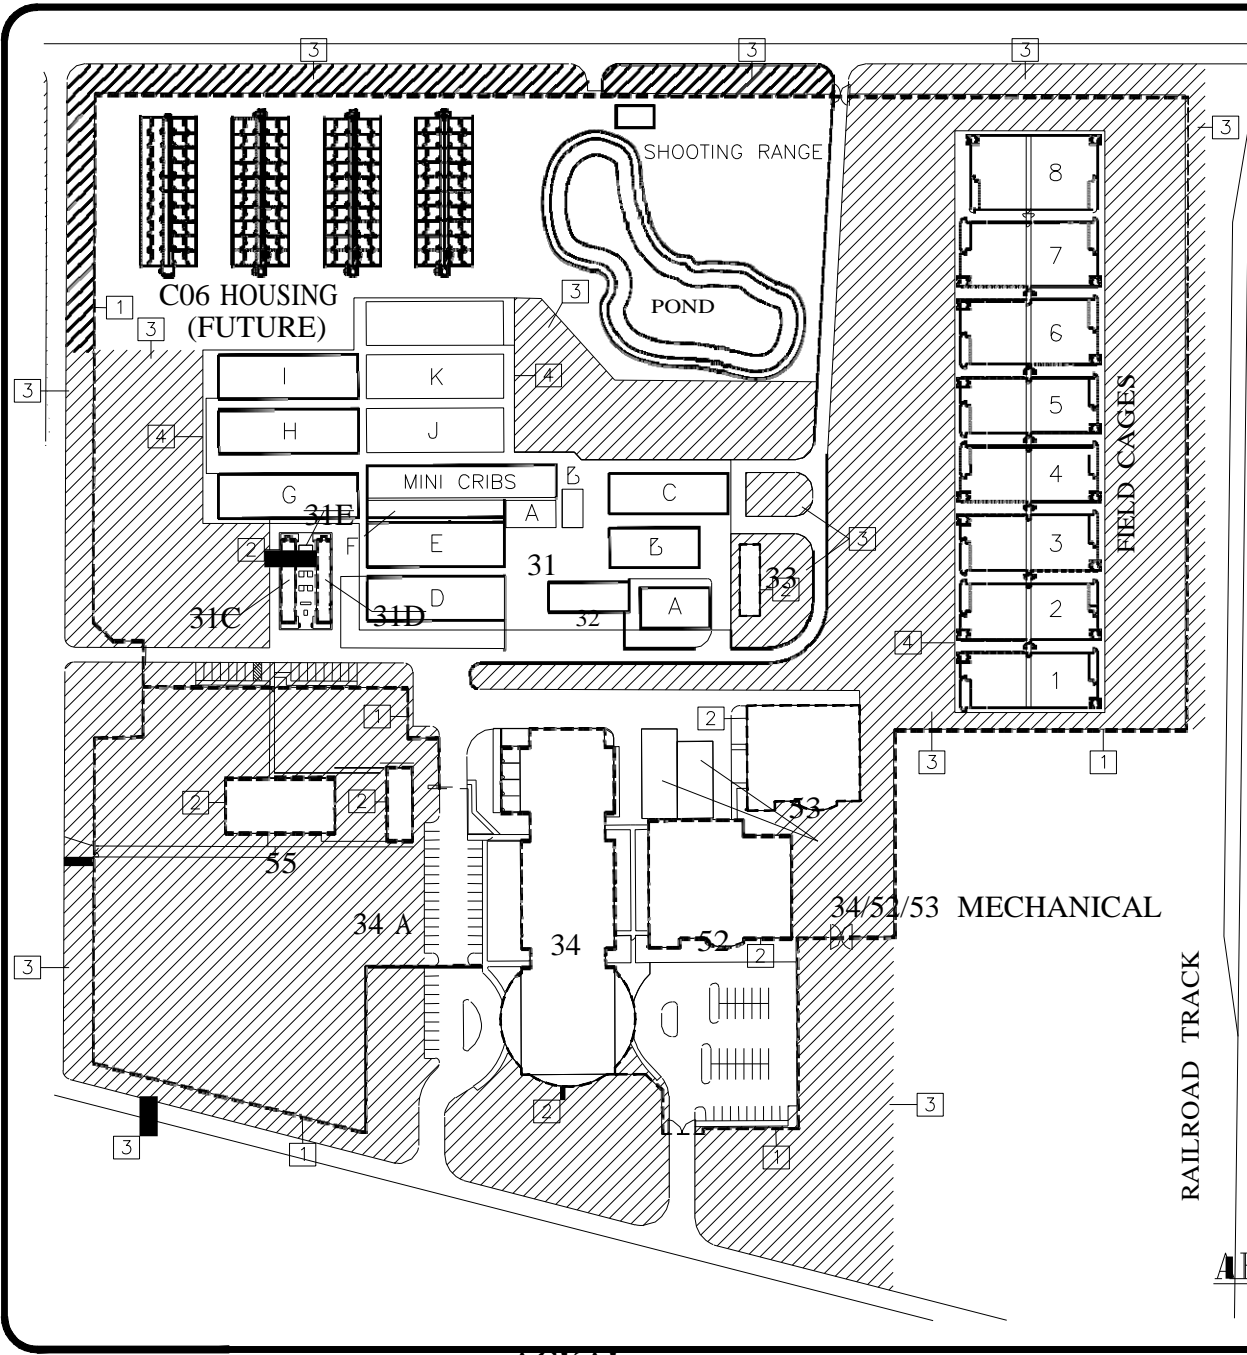 3
3
3
3
8
SHOOTING RANGE
7
C06 HOUSING
(FUTURE)
1
3
3
POND
6
I
K
4
3
5
H
J
4
FIELD CAGES
4
MINI CRIBS
B
C
G
A
31E
3
3
2
F
E
31
B
33
2
D
A
2
31C
31D
32
4
1
1
2
3
1
2
2
53
55
34/52/53 MECHANICAL
34 A
34
52
2
3
RAILROAD TRACK
3
2
3
1
1